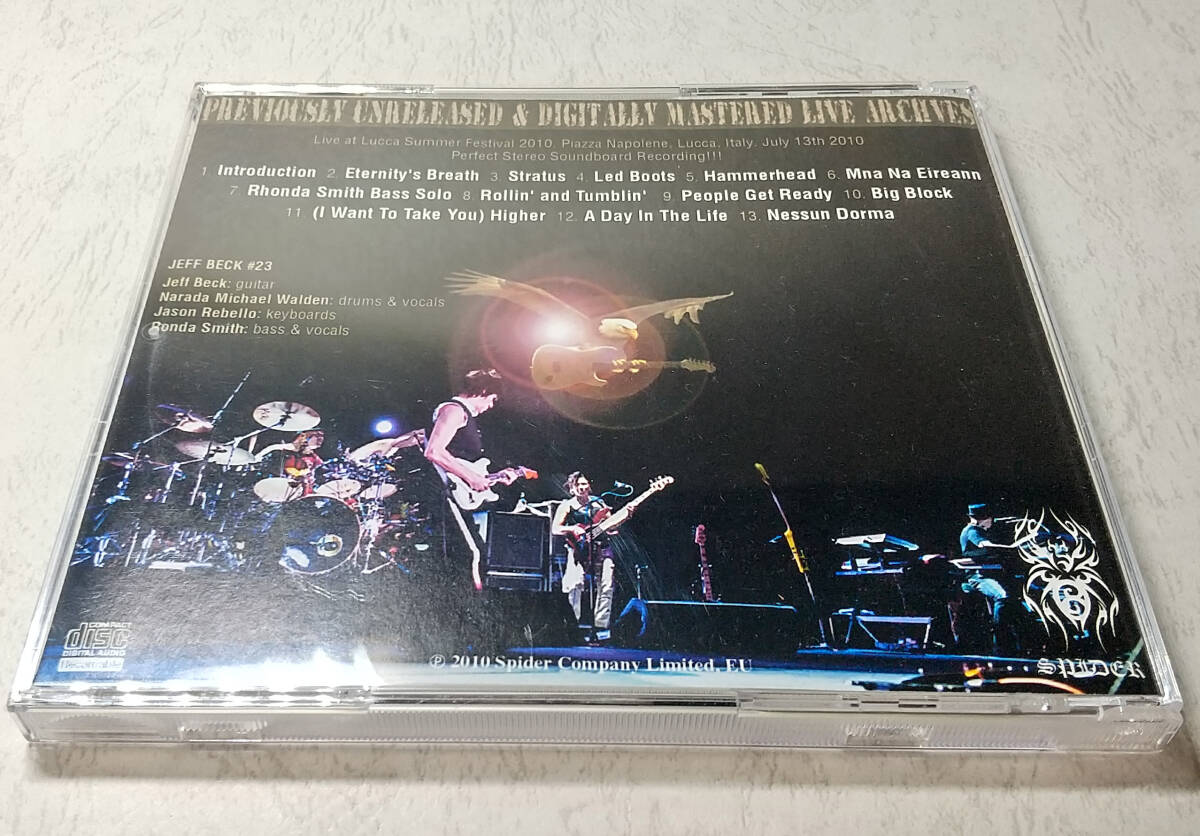 PREVIOUSLY UNRELEASED & DIGITALLY MASTERED LIVE ARCHIVES
Live at Lucca Summer Festival 2010, Piazza Napolene, Lucca, Italy. July 13th 2010
Perfect Stereo Soundboard Recording!!!
1 Introduction 2. Eternity's Breath 3. Stratus 4. Led Boots 5. Hammerhead 6. Mna Na Eireann
7. Rhonda Smith Bass Solo 8. Rollin' and Tumblin' 9. People Get Ready 10. Big Block
11 (I Want To Take You) Higher 12. A Day In The Life 13. Nessun Dorma
JEFF BECK #23
Jeff Beck: guitar
Narada Michael Walden: drums & vocals
Jason Rebello: keyboards
Ronda Smith: bass & vocals
COMPACT
disc
DIGITAL AUDIO
Recordable
℗ 2010 Spider Company Limited, EU
SPIDER